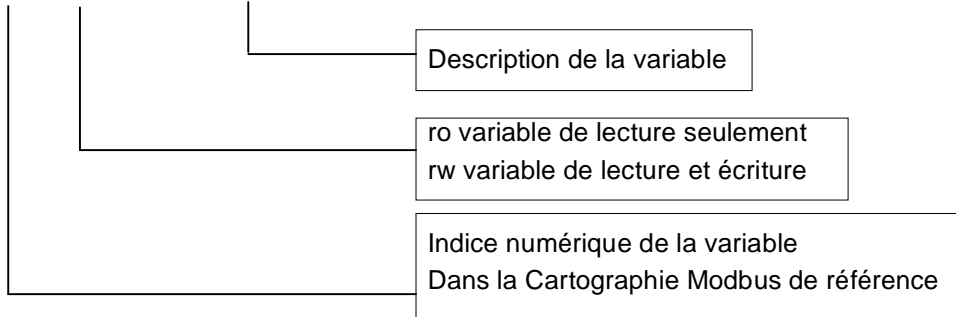 Description de la variable
ro variable de lecture seulement
rw variable de lecture et écriture
Indice numérique de la variable
Dans la Cartographie Modbus de référence